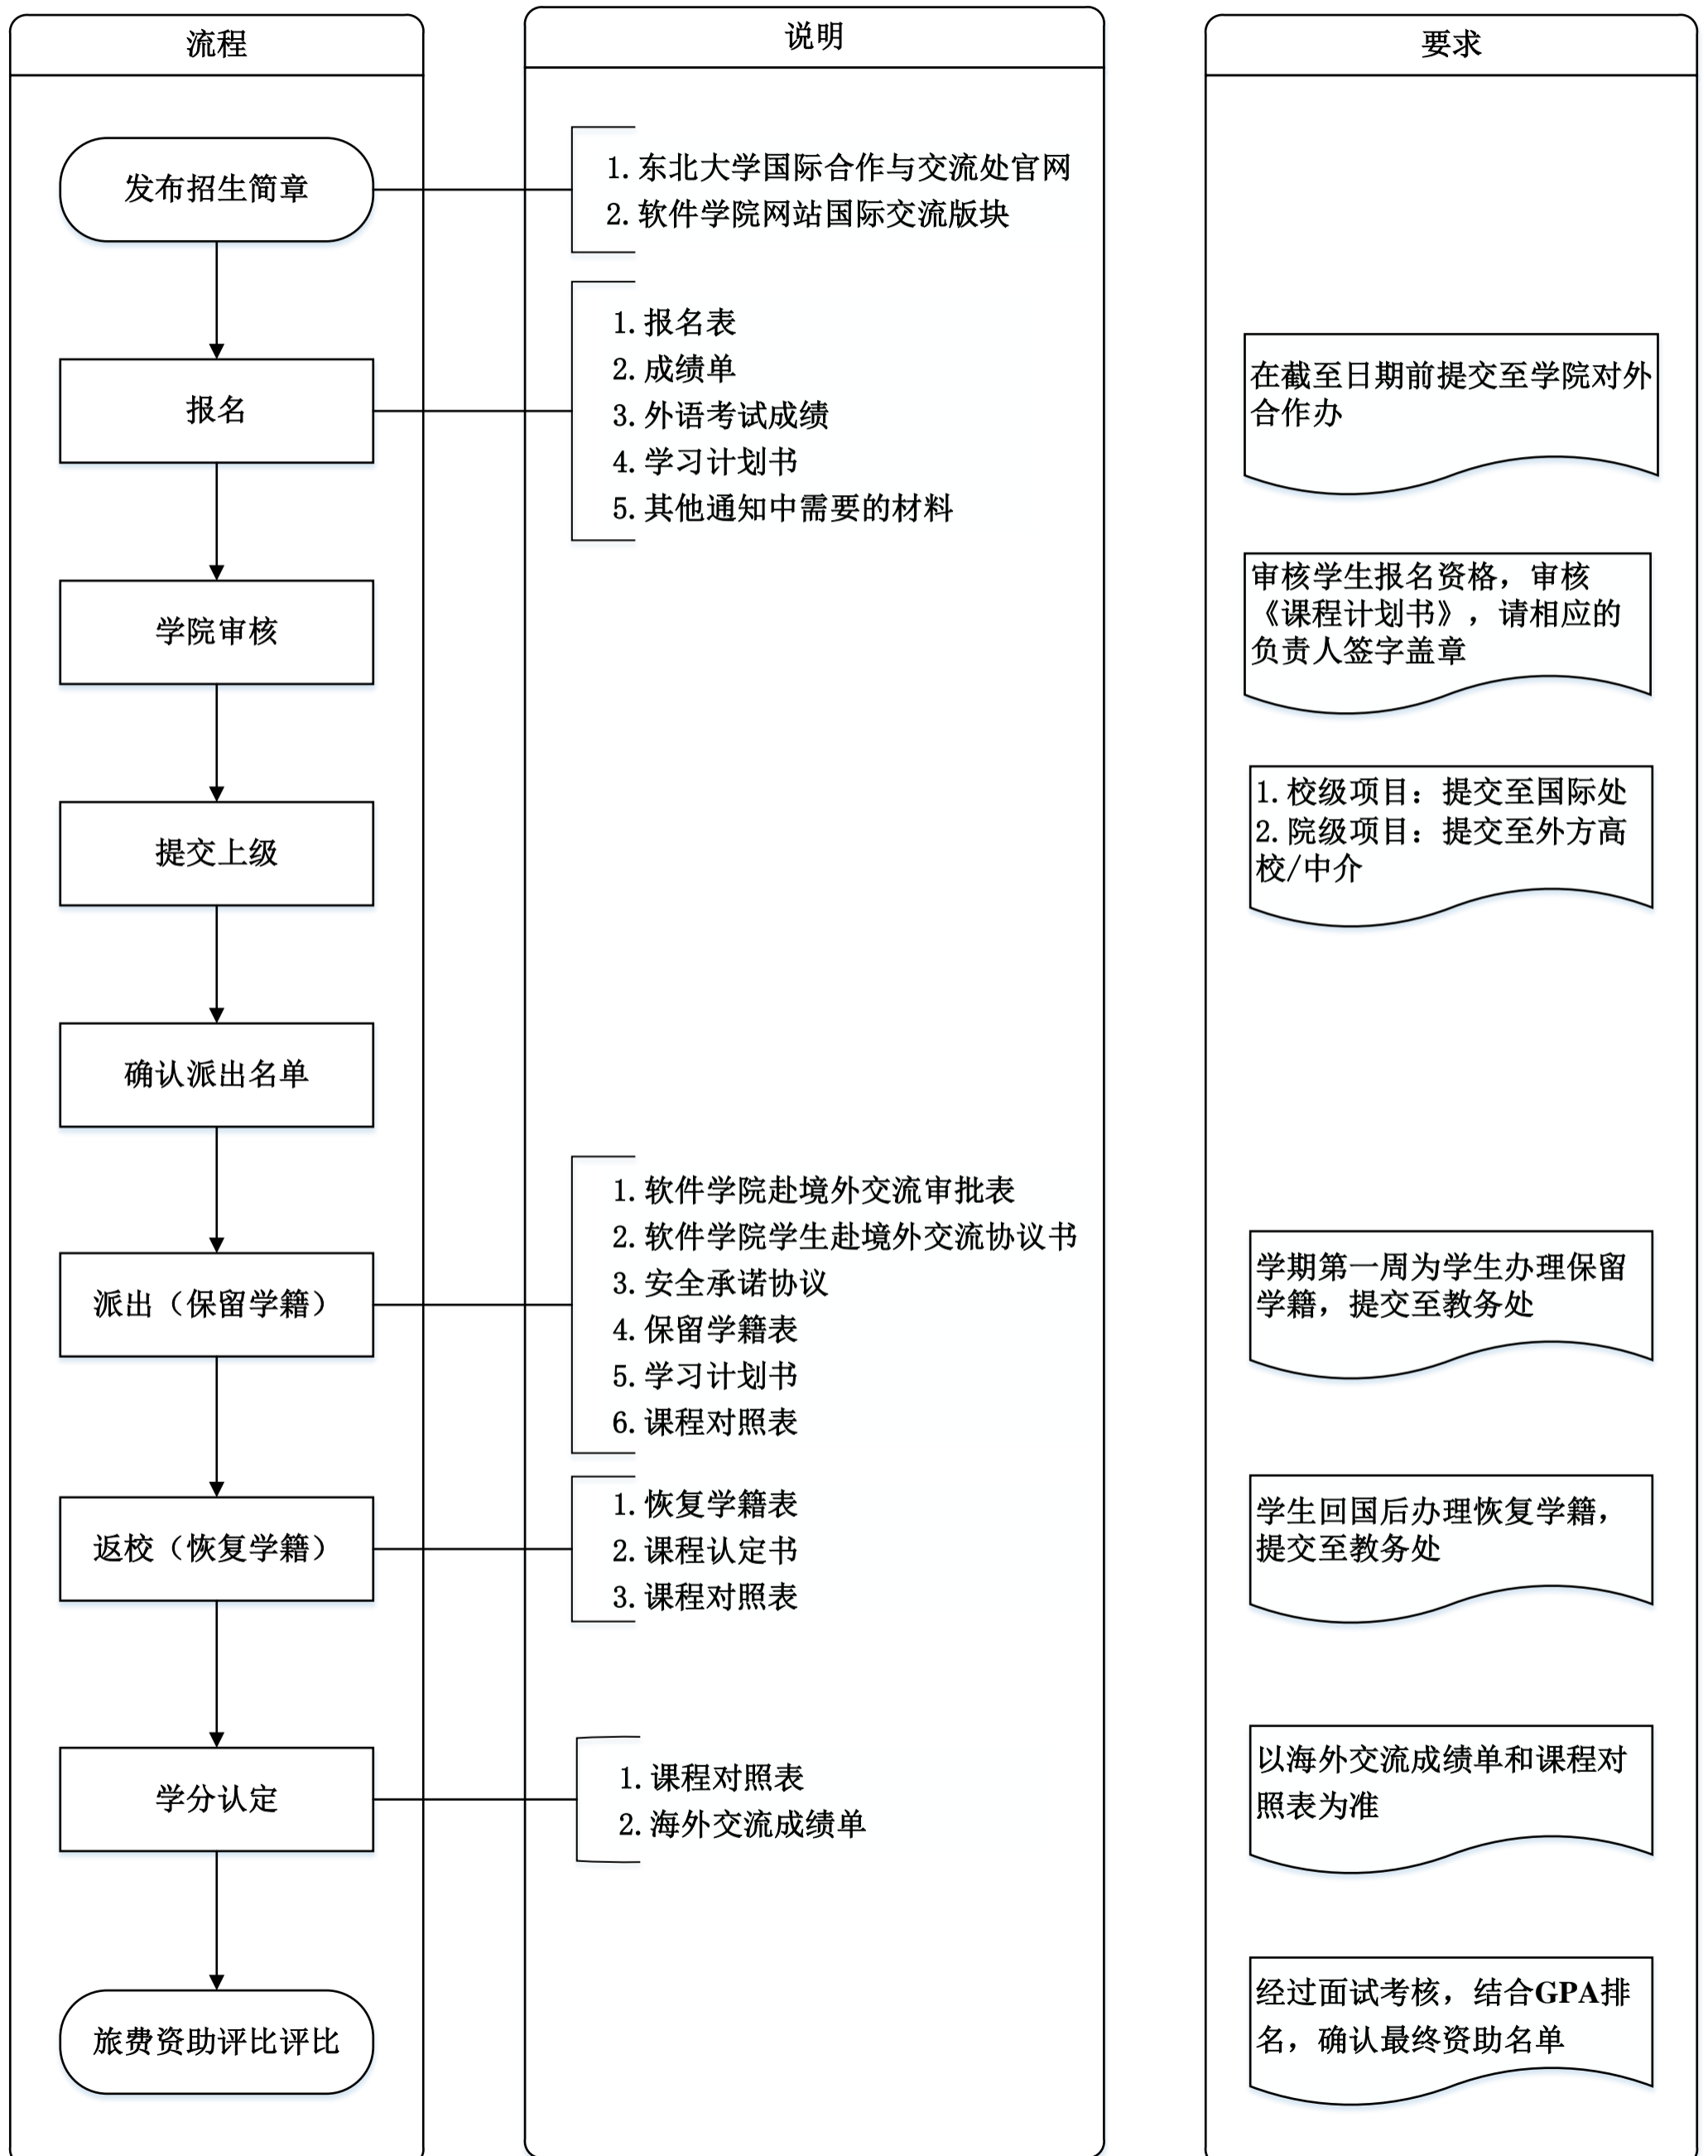 流程
说明
要求
发布招生简章
1. 东北大学国际合作与交流处官网
2. 软件学院网站国际交流版块
报名
1. 报名表
2. 成绩单
3. 外语考试成绩
4. 学习计划书
5. 其他通知中需要的材料
在截至日期前提交至学院对外
合作办
学院审核
审核学生报名资格，审核
《课程计划书》，请相应的
负责人签字盖章
提交上级
1. 校级项目：提交至国际处
2. 院级项目：提交至外方高
校/中介
确认派出名单
派出（保留学籍）
1. 软件学院赴境外交流审批表
2. 软件学院学生赴境外交流协议书
3. 安全承诺协议
4. 保留学籍表
5. 学习计划书
6. 课程对照表
学期第一周为学生办理保留
学籍，提交至教务处
返校（恢复学籍）
1. 恢复学籍表
2. 课程认定书
3. 课程对照表
学生回国后办理恢复学籍，
提交至教务处
学分认定
1. 课程对照表
2. 海外交流成绩单
以海外交流成绩单和课程对
照表为准
旅费资助评比评比
经过面试考核，结合GPA排
名，确认最终资助名单